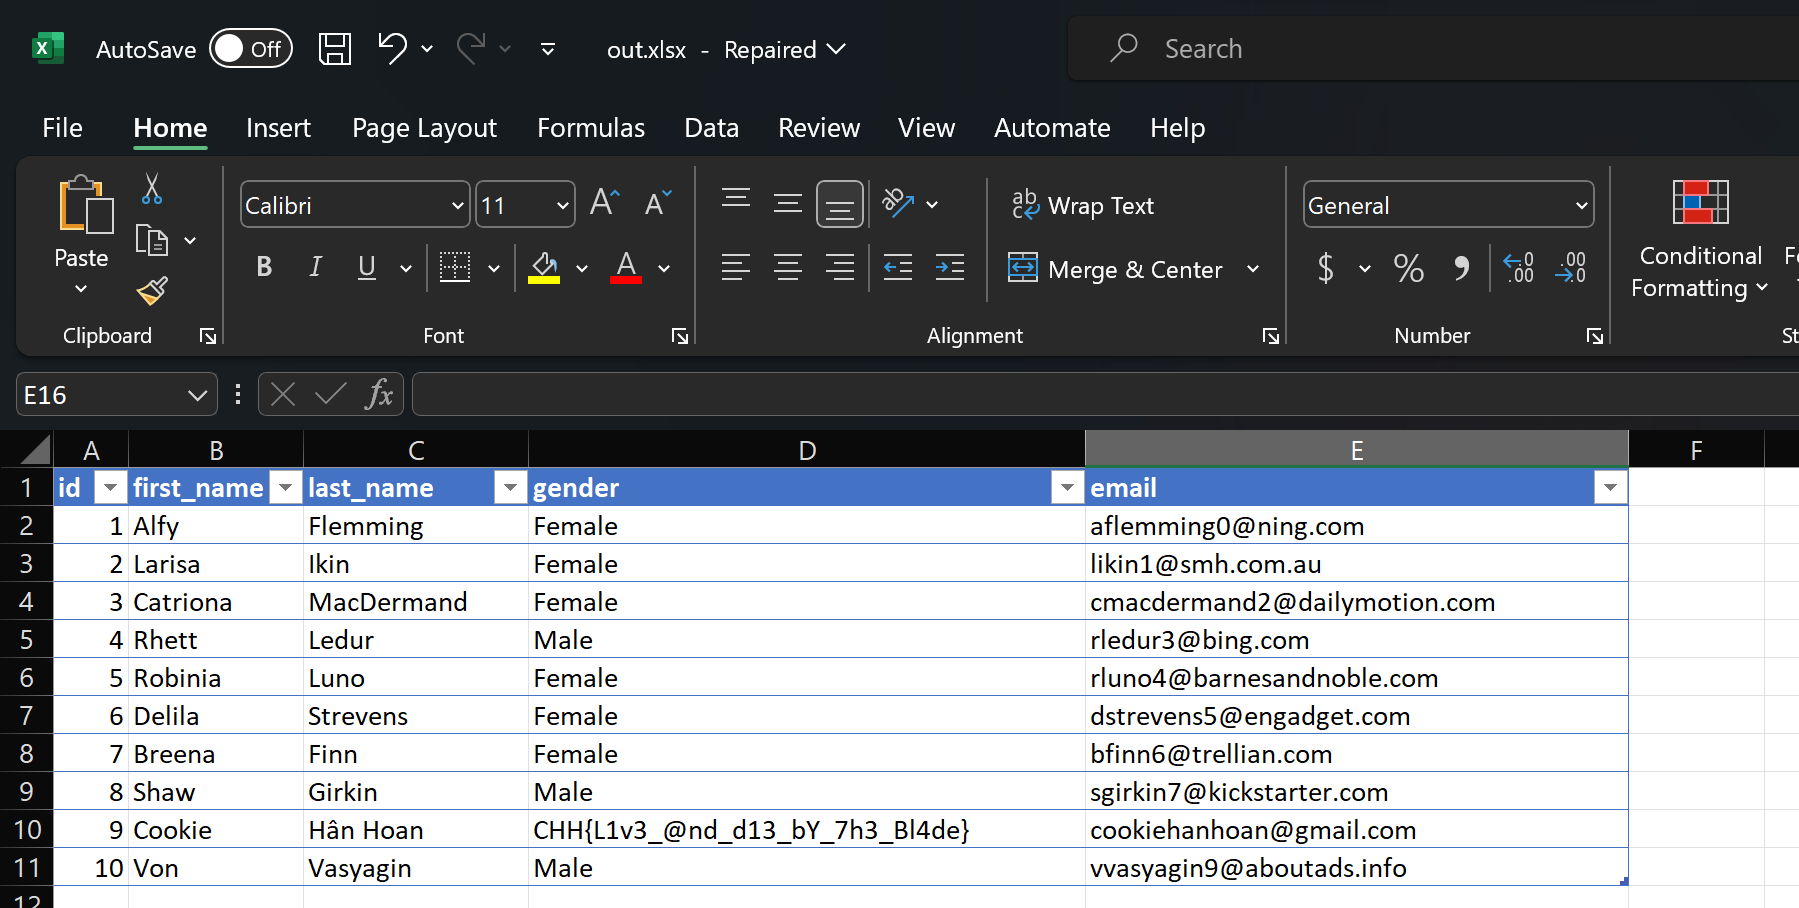 AutoSave Off out.xlsx - Repaired Search
File Home Insert Page Layout Formulas Data Review View Automate Help
Calibri 11 Wrap Text General
Paste Merge & Center $ % Conditional
Formatting
Clipboard Font Alignment Number
E16 fx
A B C D E F
1 id first_name last_name gender email
2 1 Alfy Flemming Female aflemming0@ning.com
3 2 Larisa Ikin Female likin1@smh.com.au
4 3 Catriona MacDermand Female cmacdermand2@dailymotion.com
5 4 Rhett Ledur Male rledur3@bing.com
6 5 Robinia Luno Female rluno4@barnesandnoble.com
7 6 Delila Strevens Female dstrevens5@engadget.com
8 7 Breena Finn Female bfinn6@trellian.com
9 8 Shaw Girkin Male sgirkin7@kickstarter.com
10 9 Cookie Hân Hoan CHH{L1v3_@nd_d13_bY_7h3_Bl4de} cookiehanhoan@gmail.com
11 10 Von Vasyagin Male vvasyagin9@aboutads.info
12